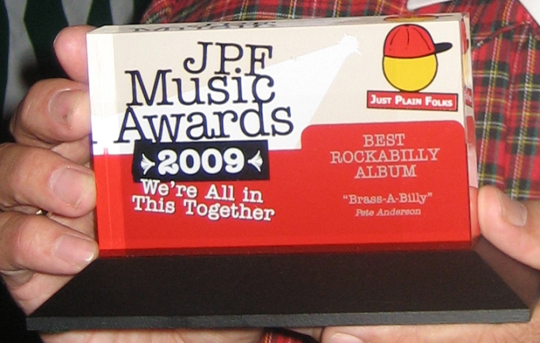 JPF
Music
Awards
2009
We're All in
This Together
JUST PLAIN FOLKS
BEST
ROCKABILLY
ALBUM
"Brass-A-Billy"
Pete Anderson